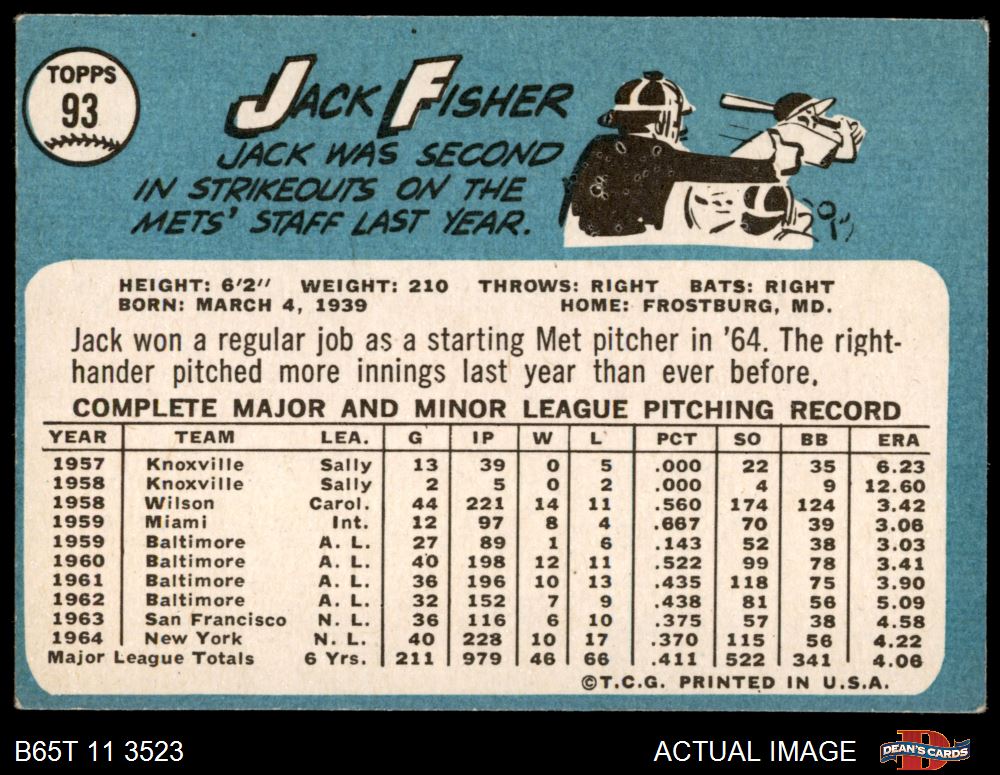 TOPPS
93
JACK FISHER
JACK WAS SECOND
IN STRIKEOUTS ON THE
METS' STAFF LAST YEAR.
HEIGHT: 6'2" WEIGHT: 210 THROWS: RIGHT BATS: RIGHT
BORN: MARCH 4, 1939 HOME: FROSTBURG, MD.
Jack won a regular job as a starting Met pitcher in '64. The right-
hander pitched more innings last year than ever before.
COMPLETE MAJOR AND MINOR LEAGUE PITCHING RECORD
YEAR TEAM LEA. G IP W L PCT SO BB ERA
1957 Knoxville Sally 13 39 0 5 .000 22 35 6.23
1958 Knoxville Sally 2 5 0 2 .000 4 9 12.60
1958 Wilson Carol. 44 221 14 11 .560 174 124 3.42
1959 Miami Int. 12 97 8 4 .667 70 39 3.06
1959 Baltimore A. L. 27 89 1 6 .143 52 38 3.03
1960 Baltimore A. L. 40 198 12 11 .522 99 78 3.41
1961 Baltimore A. L. 36 196 10 13 .435 118 75 3.90
1962 Baltimore A. L. 32 152 7 9 .438 81 56 5.09
1963 San Francisco N. L. 36 116 6 10 .375 57 38 4.58
1964 New York N. L. 40 228 10 17 .370 115 56 4.22
Major League Totals 6 Yrs. 211 979 46 66 .411 522 341 4.06
©T.C.G. PRINTED IN U.S.A.
B65T 11 3523 ACTUAL IMAGE DEAN'S CARDS